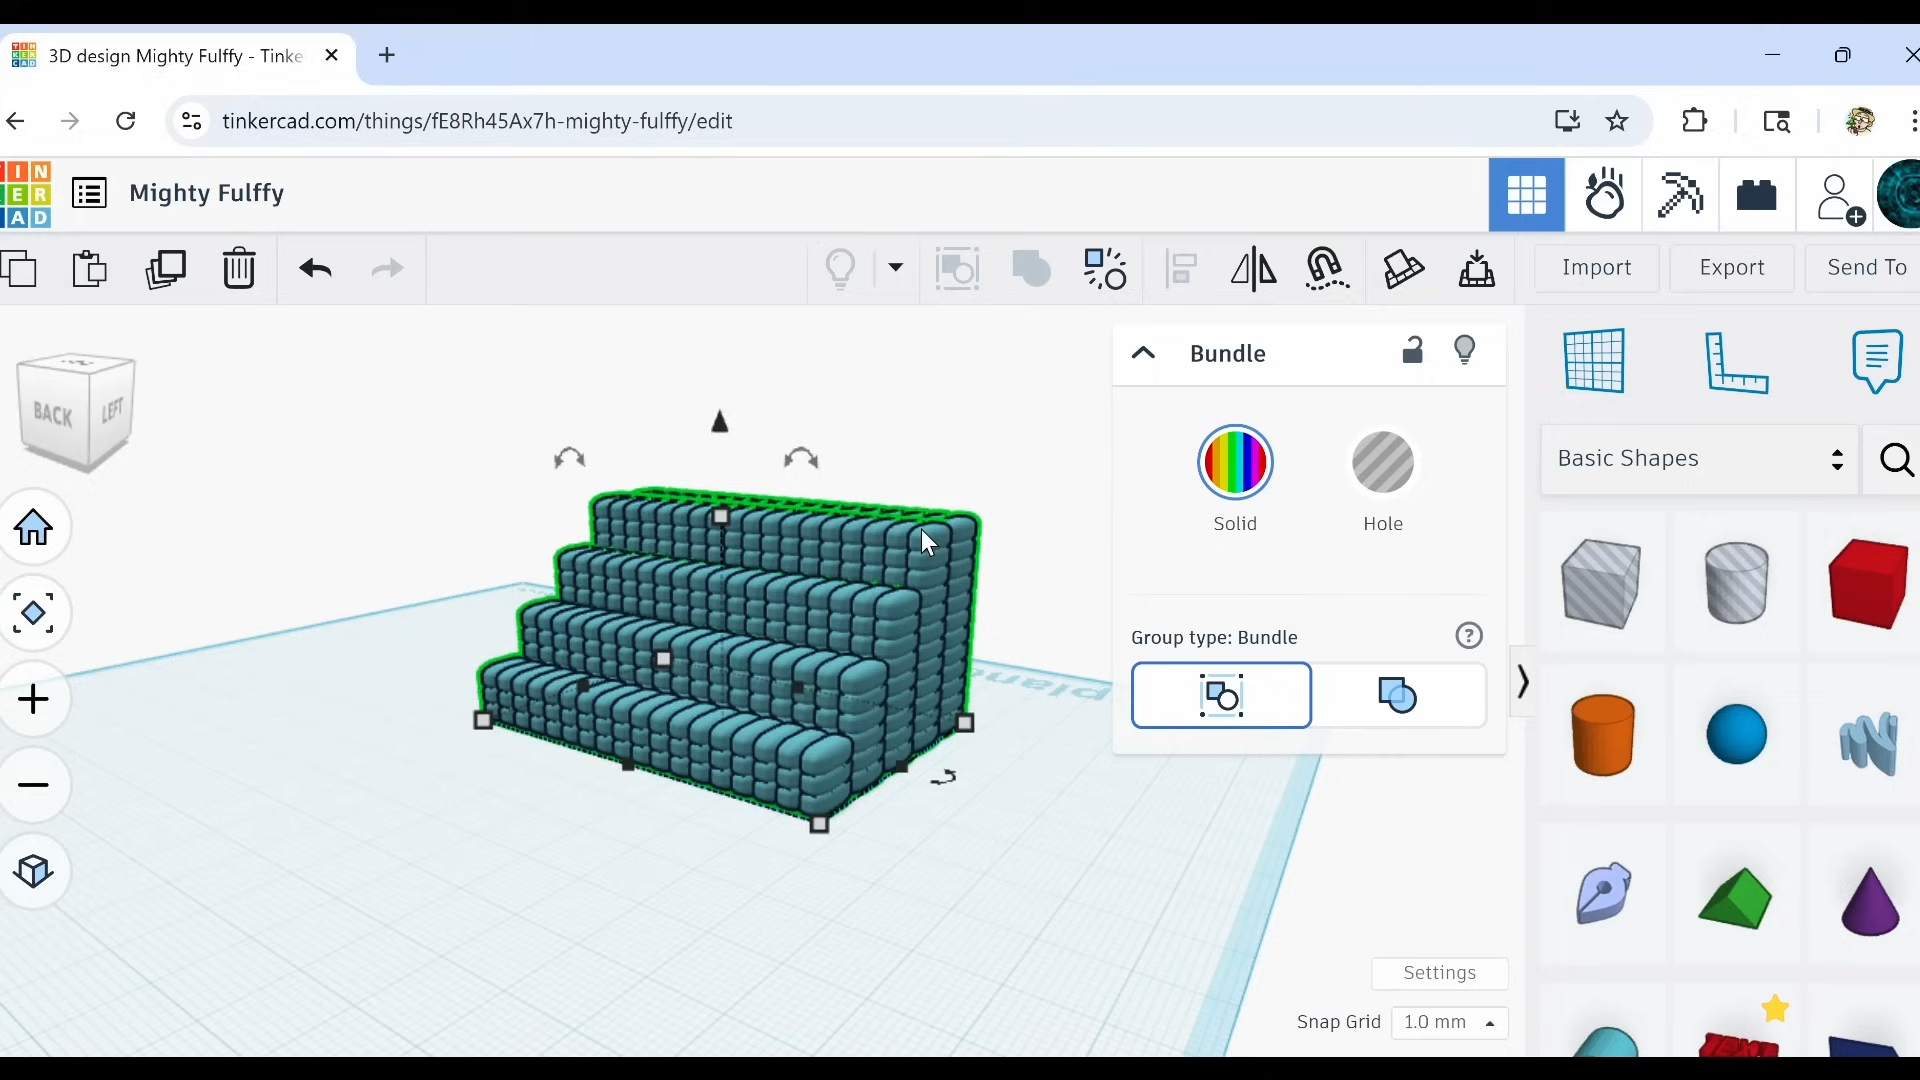 3D design Mighty Fulffy - Tinke
tinkercad.com/things/fE8Rh45Ax7h-mighty-fulffy/edit
TIN
KER
CAD
Mighty Fulffy
Import
Export
Send To
Bundle
BACK
LEFT
Basic Shapes
Solid
Hole
Group type: Bundle
Settings
Snap Grid
1.0 mm